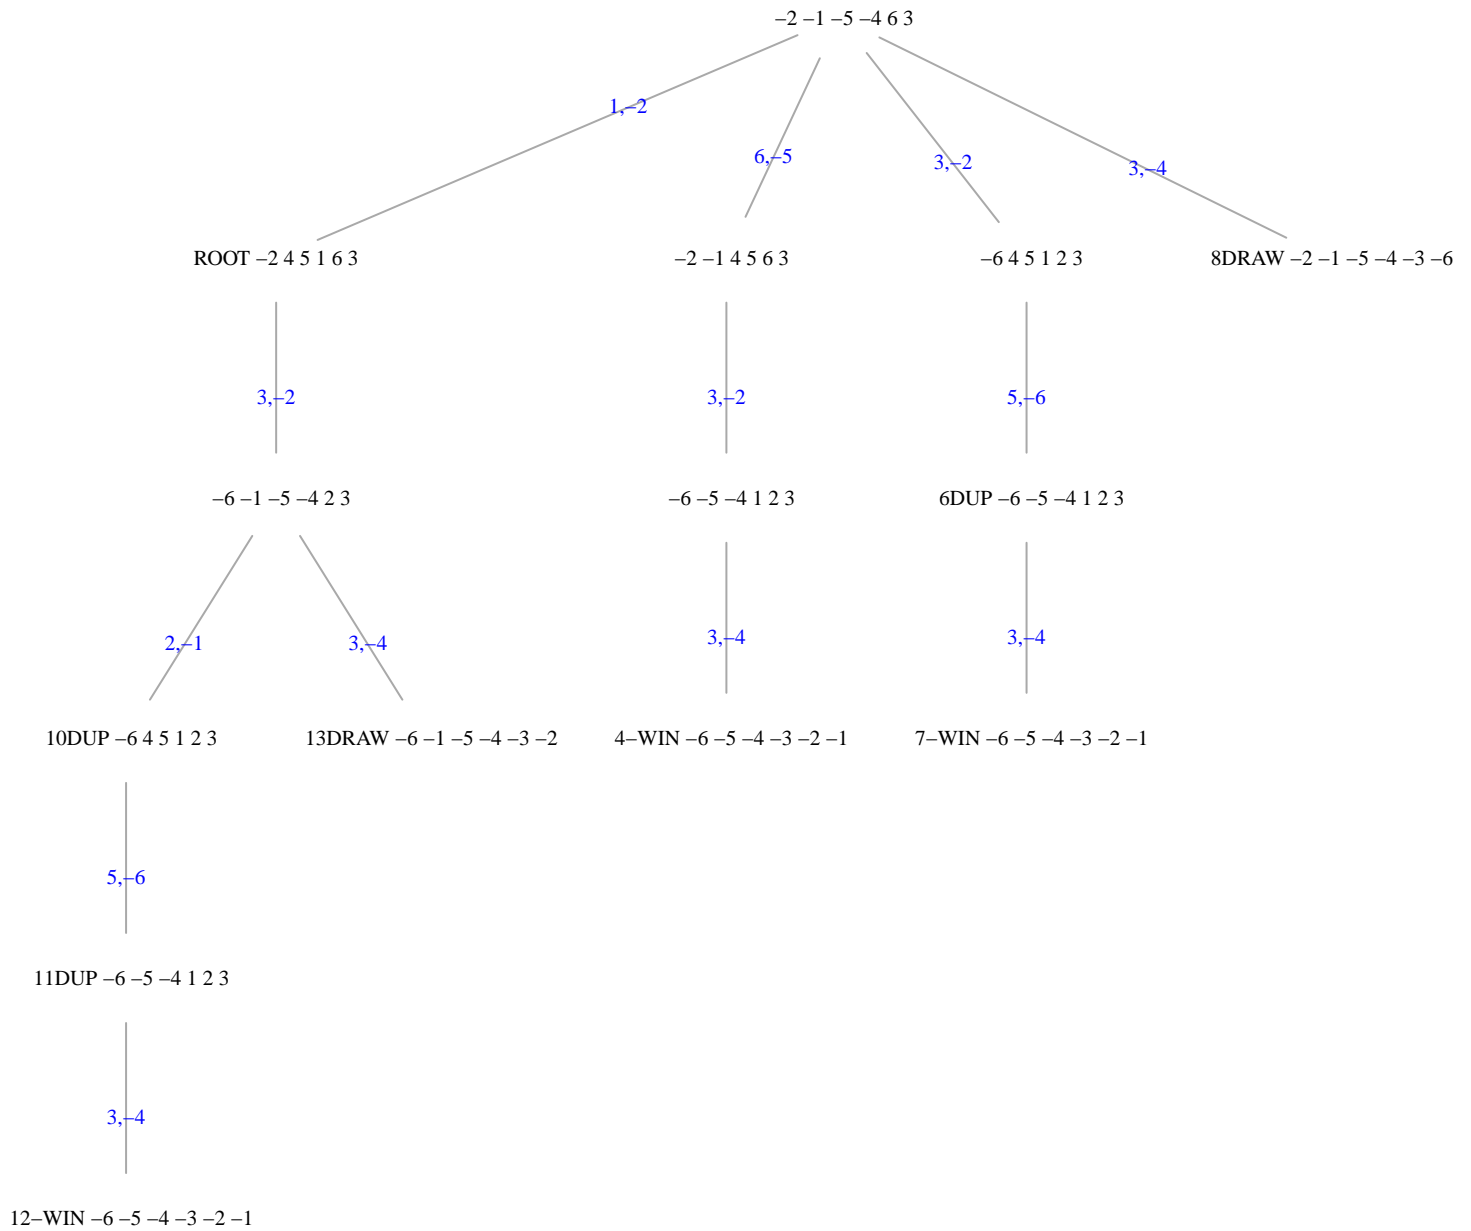 –2 –1 –5 –4 6 3
1,–2
6,–5
3,–2
3,–4
ROOT –2 4 5 1 6 3
–2 –1 4 5 6 3
–6 4 5 1 2 3
8DRAW –2 –1 –5 –4 –3 –6
3,–2
3,–2
5,–6
–6 –1 –5 –4 2 3
–6 –5 –4 1 2 3
6DUP –6 –5 –4 1 2 3
2,–1
3,–4
3,–4
3,–4
10DUP –6 4 5 1 2 3
13DRAW –6 –1 –5 –4 –3 –2
4–WIN –6 –5 –4 –3 –2 –1
7–WIN –6 –5 –4 –3 –2 –1
5,–6
11DUP –6 –5 –4 1 2 3
3,–4
12–WIN –6 –5 –4 –3 –2 –1